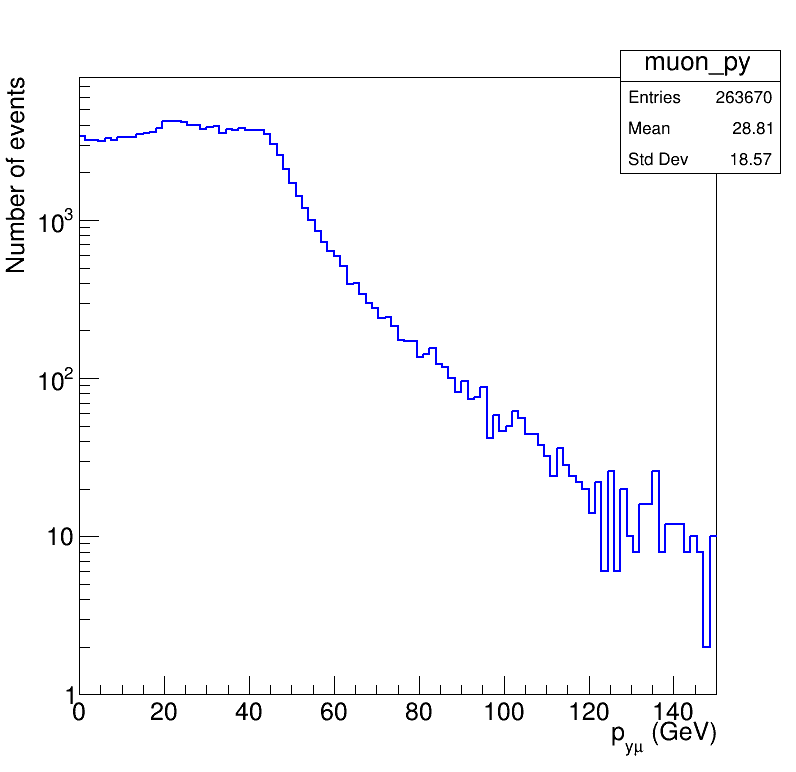 muon_py
Entries 263670
Mean 28.81
Std Dev 18.57
Number of events
10³
10²
10
1
0 20 40 60 80 100 120 140
p_yμ (GeV)